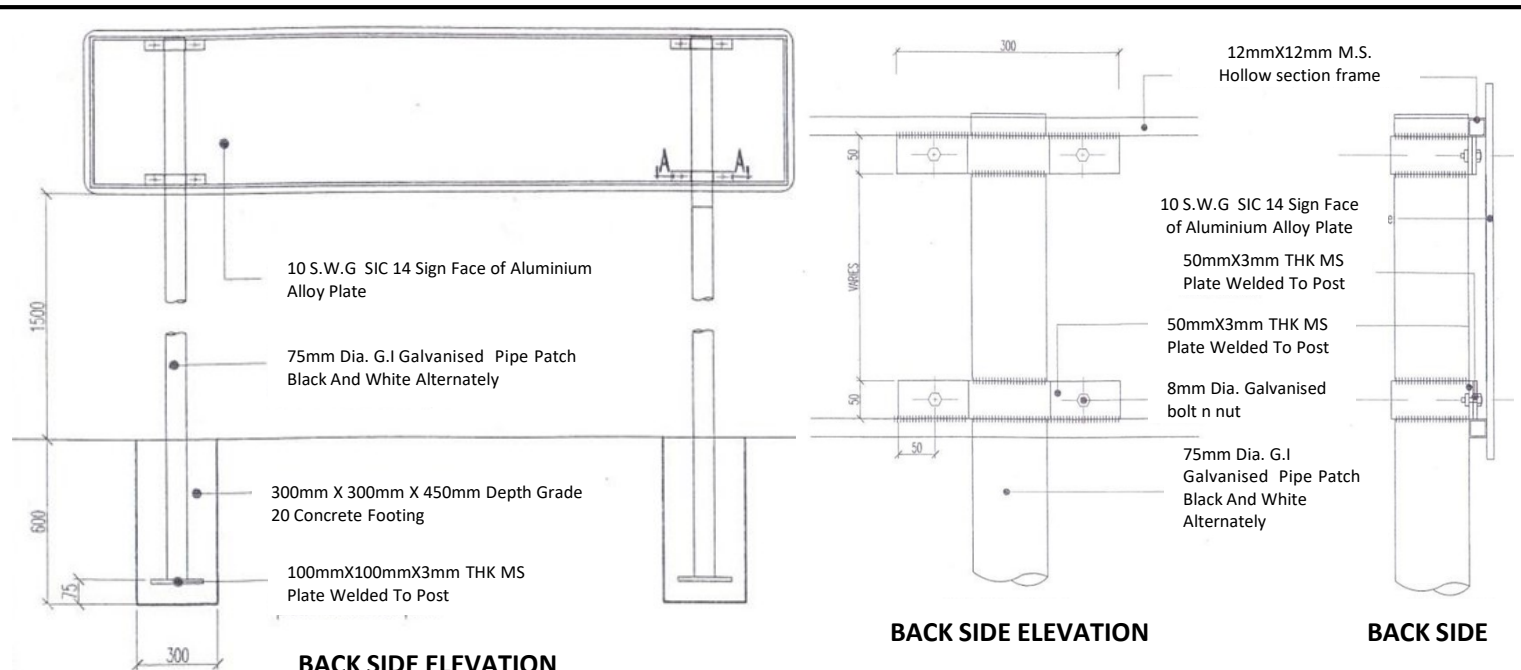 A A
10 S.W.G SIC 14 Sign Face of Aluminium
Alloy Plate
1500
75mm Dia. G.I Galvanised Pipe Patch
Black And White Alternately
300mm X 300mm X 450mm Depth Grade
20 Concrete Footing
600
75
100mmX100mmX3mm THK MS
Plate Welded To Post
300
BACK SIDE ELEVATION
300
50
VARIES
50
50
12mmX12mm M.S.
Hollow section frame
10 S.W.G SIC 14 Sign Face
of Aluminium Alloy Plate
50mmX3mm THK MS
Plate Welded To Post
50mmX3mm THK MS
Plate Welded To Post
8mm Dia. Galvanised
bolt n nut
75mm Dia. G.I
Galvanised Pipe Patch
Black And White
Alternately
BACK SIDE ELEVATION
BACK SIDE